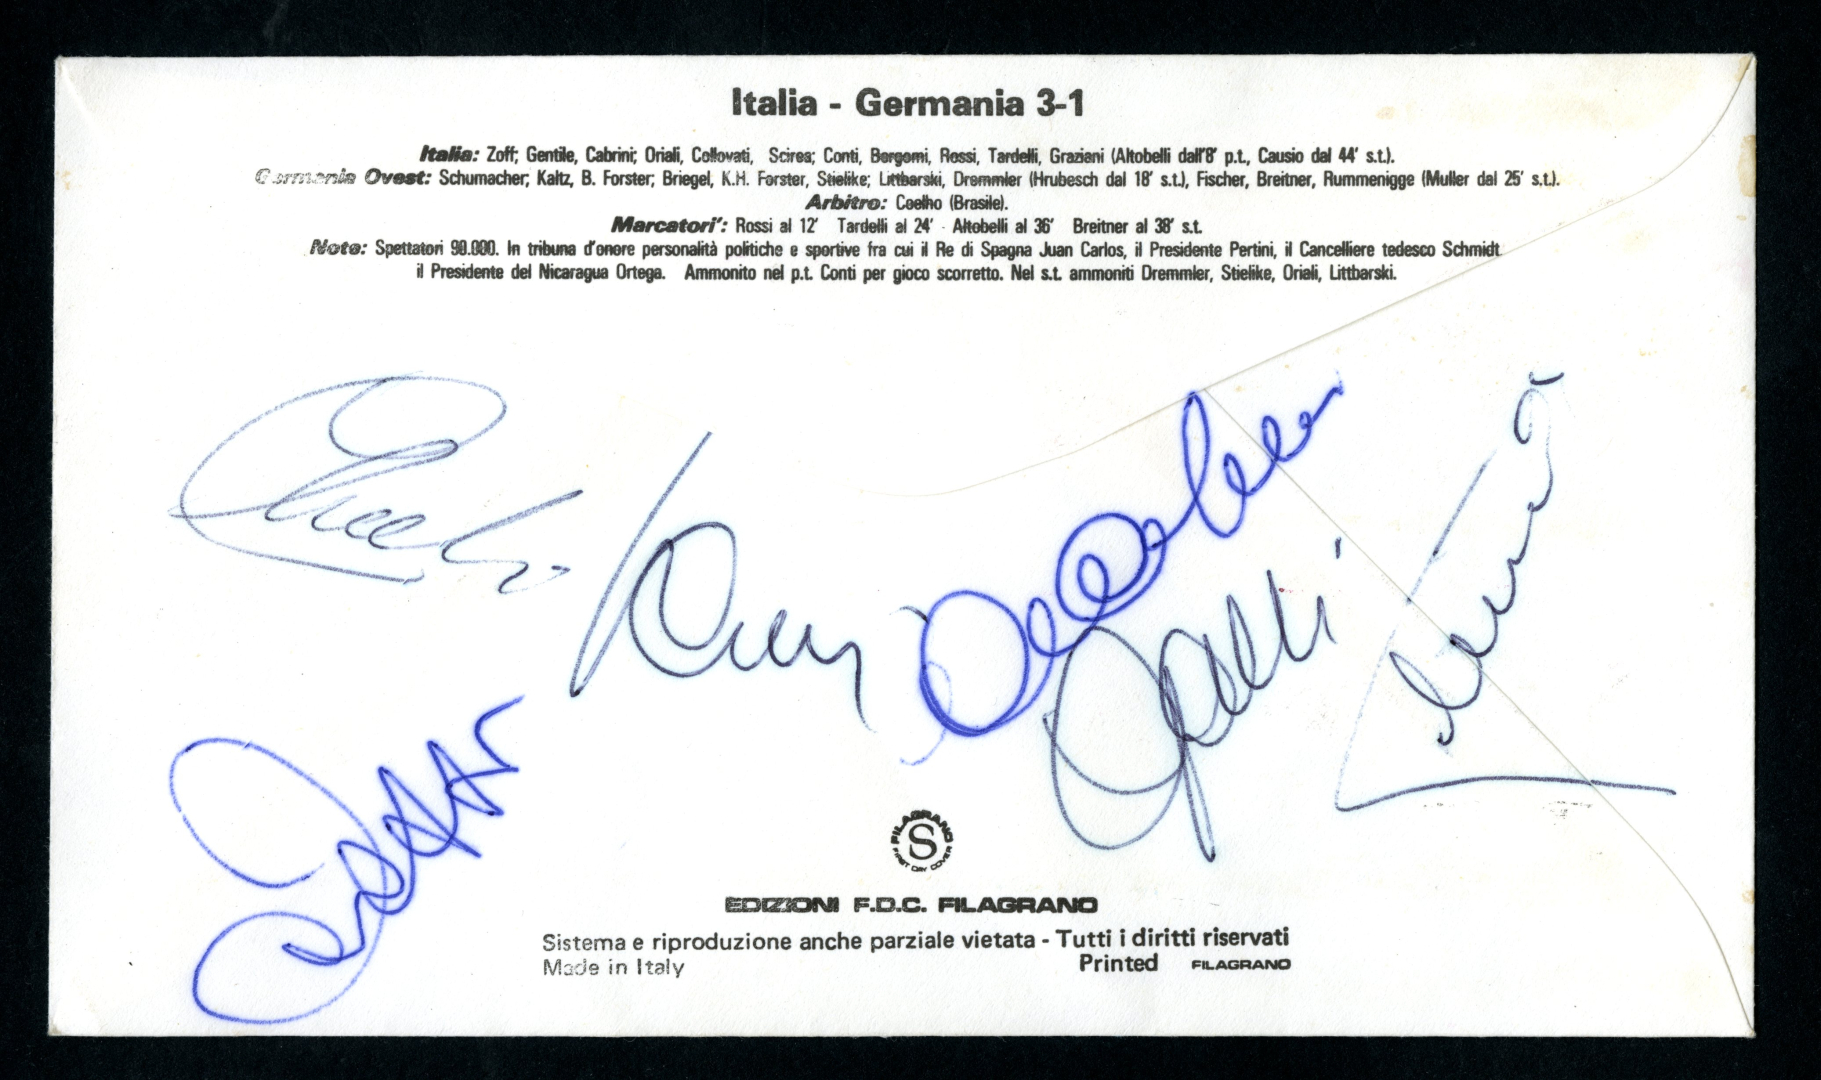 Italia - Germania 3-1
Italia: Zoff; Gentile, Cabrini; Oriali, Collovati, Scirea; Conti, Bergomi, Rossi, Tardelli, Graziani (Altobelli dall'8' p.t., Causio dal 44' s.t.).
Germania Ovest: Schumacher; Kaltz, B. Forster; Briegel, K.H. Forster, Stielike; Littbarski, Dremmler (Hrubesch dal 18' s.t.), Fischer, Breitner, Rummenigge (Muller dal 25' s.t.).
Arbitro: Coelho (Brasile).
Marcatori': Rossi al 12' Tardelli al 24' - Altobelli al 36' Breitner al 38' s.t.
Note: Spettatori 90.000. In tribuna d'onore personalità politiche e sportive fra cui il Re di Spagna Juan Carlos, il Presidente Pertini, il Cancelliere tedesco Schmidt
il Presidente del Nicaragua Ortega. Ammonito nel p.t. Conti per gioco scorretto. Nel s.t. ammoniti Dremmler, Stielike, Oriali, Littbarski.
FILAGRANO
S
FIRST DAY COVER
EDIZIONI F.D.C. FILAGRANO
Sistema e riproduzione anche parziale vietata - Tutti i diritti riservati
Made in Italy Printed FILAGRANO